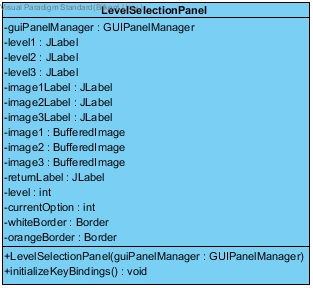 Visual Paradigm Standard(B
LevelSelectionPanel
-guiPanelManager : GUIPanelManager
-level1 : JLabel
-level2 : JLabel
-level3 : JLabel
-image1Label : JLabel
-image2Label : JLabel
-image3Label : JLabel
-image1 : BufferedImage
-image2 : BufferedImage
-image3 : BufferedImage
-returnLabel : JLabel
-level : int
-currentOption : int
-whiteBorder : Border
-orangeBorder : Border
+LevelSelectionPanel(guiPanelManager : GUIPanelManager)
+initializeKeyBindings() : void